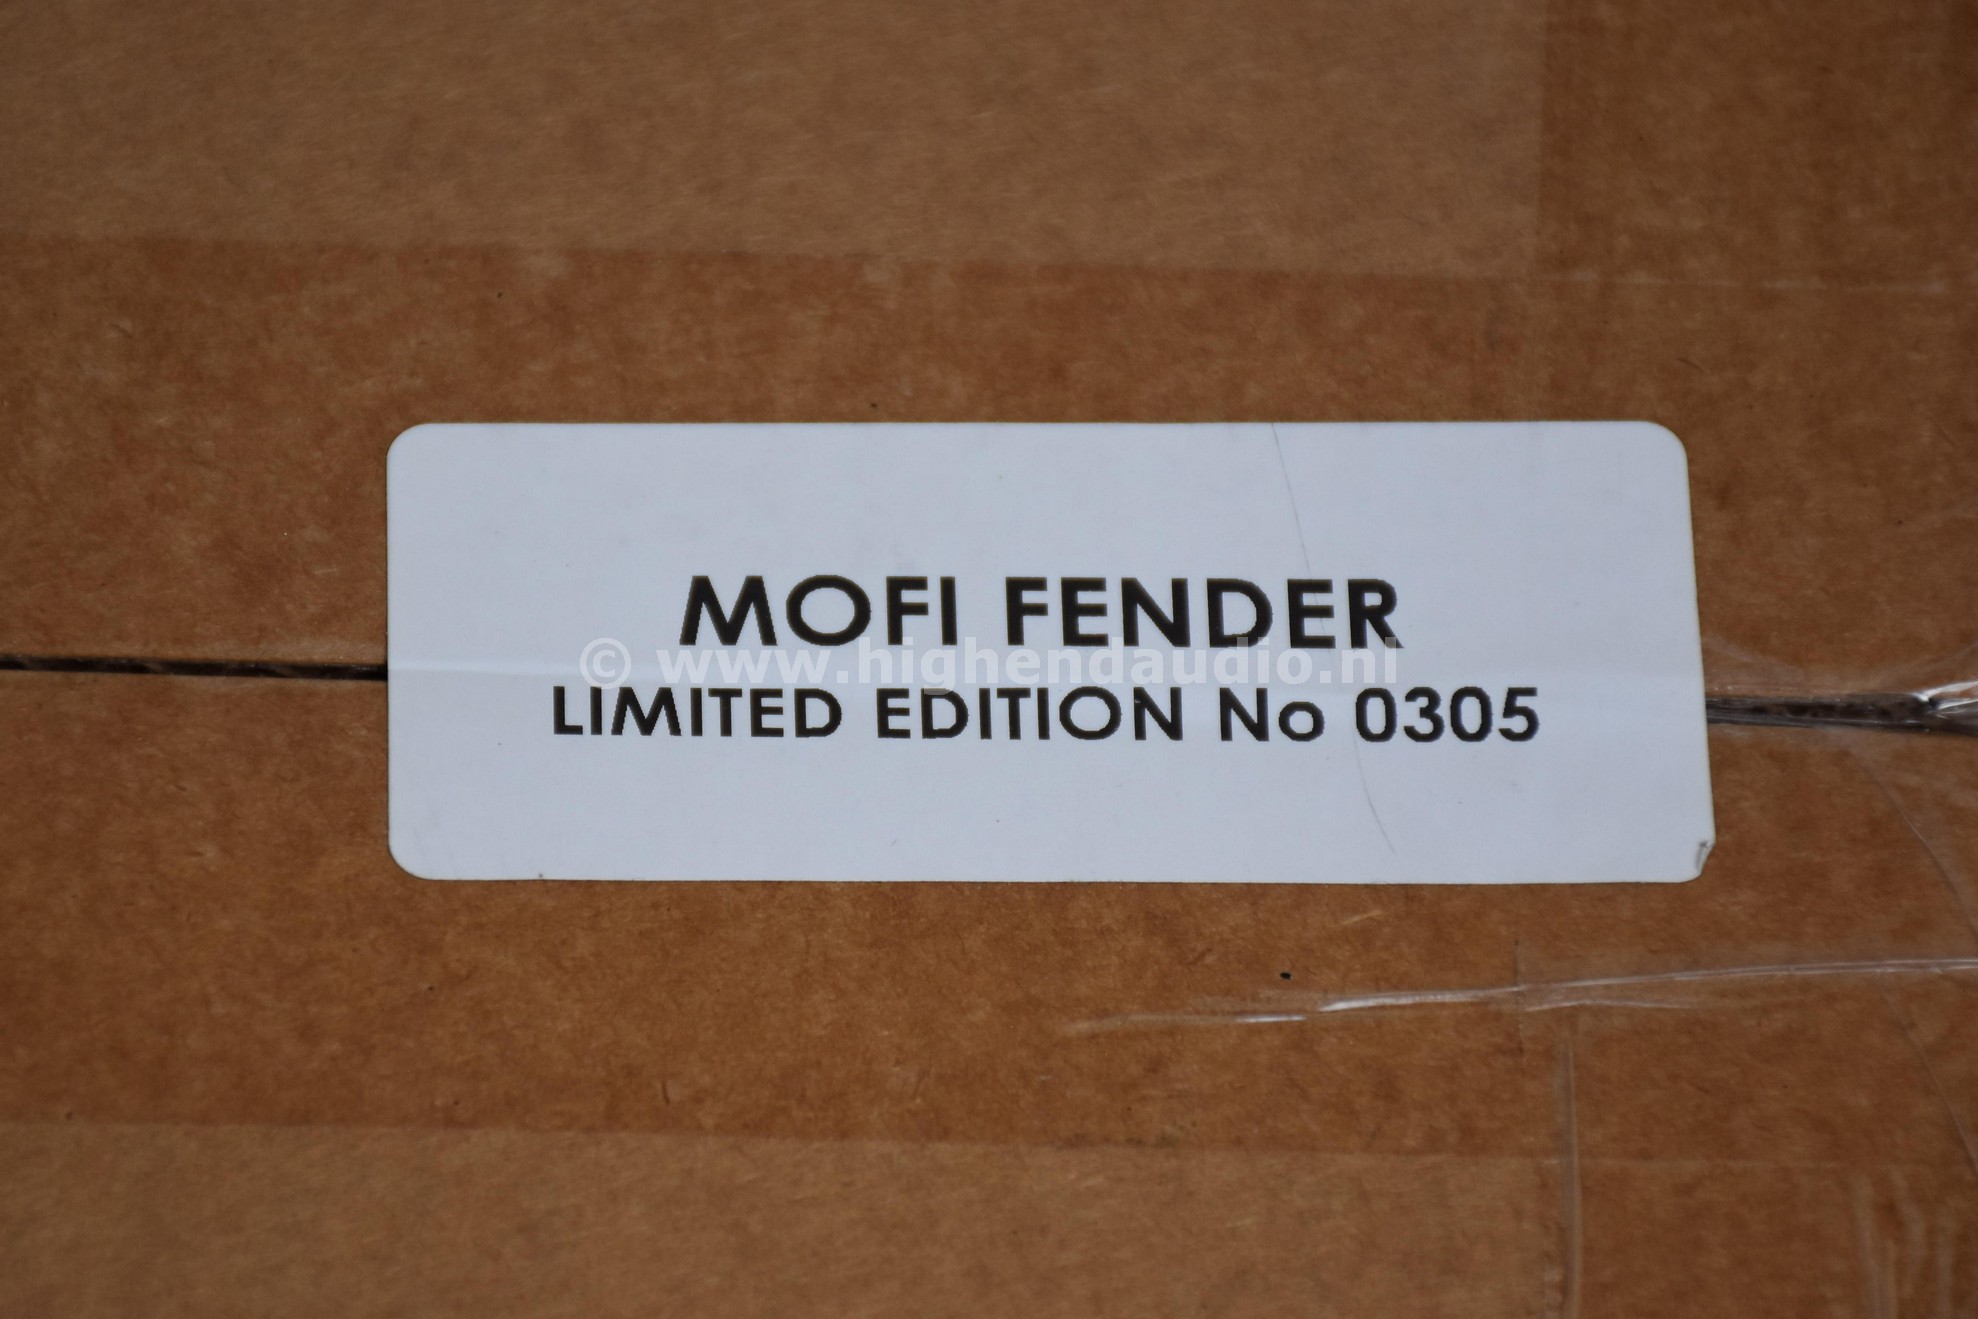 MOFI FENDER
© www.highendaudio.nl
LIMITED EDITION No 0305